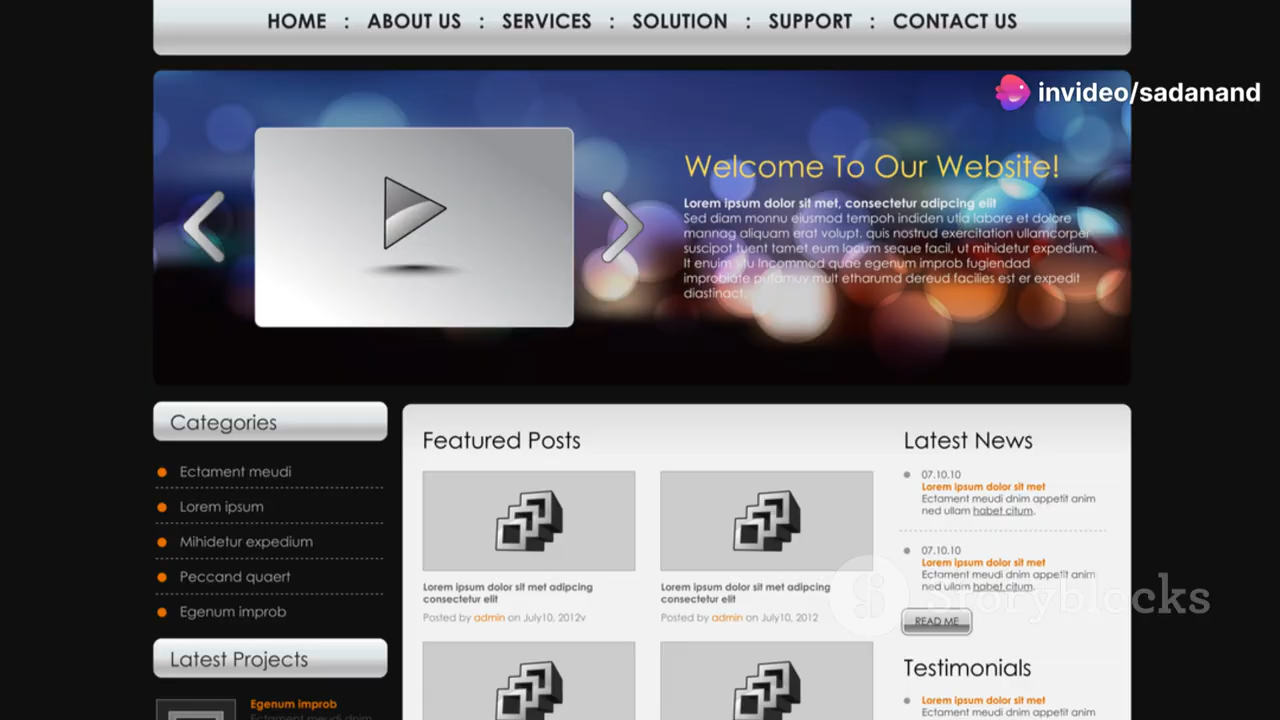 HOME : ABOUT US : SERVICES : SOLUTION : SUPPORT : CONTACT US
invideo/sadanand
Welcome To Our Website!
Lorem ipsum dolor sit met, consectetur adipcing elit
Sed diam monnu eiusmod tempoh indiden utla labore et dolore
mannag aliquam erat volupt. quis nostrud exercitation ullamcorper
suscipot tuent tamet eum locum seque facil, ut mihidetur expedium.
It enuim situ Incommod quae egenum improb fugiendad
improbiate putamuy mult etharumd dereud facilies est er expedit
diastinact.
Categories
Ectament meudi
Lorem ipsum
Mihidetur expedium
Peccand quaert
Egenum improb
Latest Projects
Egenum improb
Ectament meudi dnim
Featured Posts
Lorem ipsum dolor sit met adipcing
consectetur elit
Posted by admin on July10, 2012v
Lorem ipsum dolor sit met adipcing
consectetur elit
Posted by admin on July10, 2012
Latest News
07.10.10
Lorem ipsum dolor sit met
Ectament meudi dnim appetit anim
ned ullam habet citum.
07.10.10
Lorem ipsum dolor sit met
Ectament meudi dnim appetit anim
ned ullam habet citum.
storyblocks
READ ME
Testimonials
Lorem ipsum dolor sit met
Ectament meudi dnim appetit anim